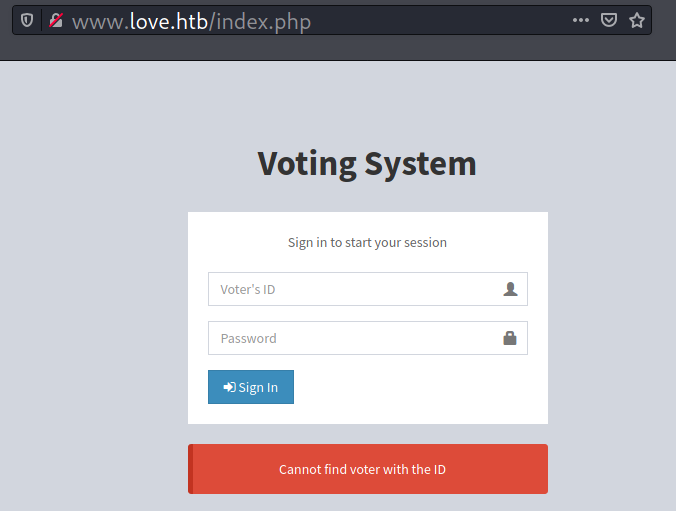 www.love.htb/index.php
Voting System
Sign in to start your session
Voter's ID
Password
Sign In
Cannot find voter with the ID